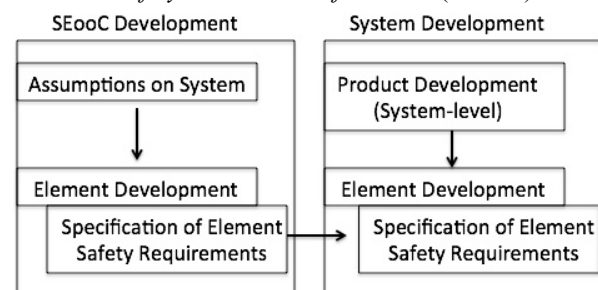 SEooC Development
System Development
Assumptions on System
Product Development
(System-level)
Element Development
Element Development
Specification of Element
Safety Requirements
Specification of Element
Safety Requirements